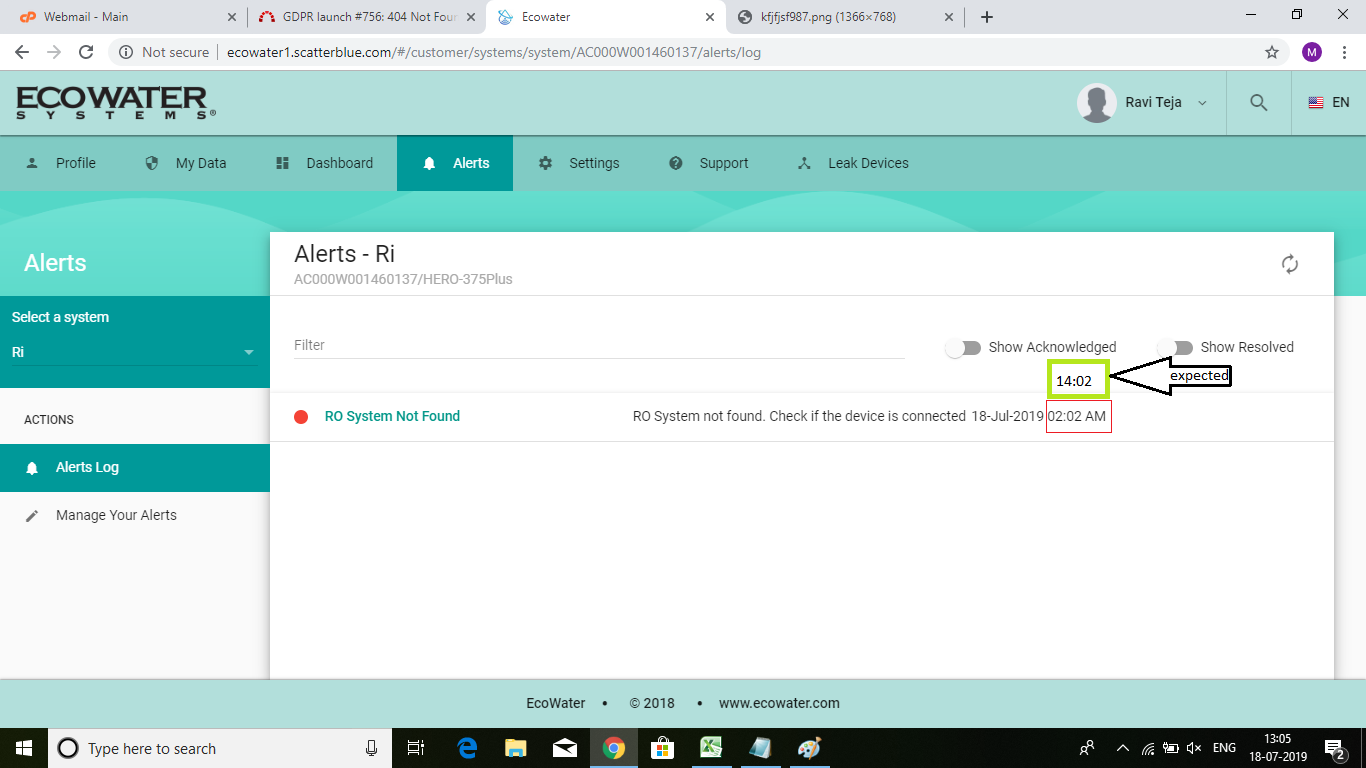 Webmail - Main
GDPR launch #756: 404 Not Four
Ecowater
kfjfjsf987.png (1366×768)
Not secure
ecowater1.scatterblue.com/#/customer/systems/system/AC000W001460137/alerts/log
M
ECOWATER
SYSTEMS®
Ravi Teja
EN
Profile
My Data
Dashboard
Alerts
Settings
Support
Leak Devices
Alerts
Alerts - Ri
AC000W001460137/HERO-375Plus
Select a system
Ri
Filter
Show Acknowledged
Show Resolved
14:02
expected
RO System Not Found
RO System not found. Check if the device is connected
18-Jul-2019 02:02 AM
ACTIONS
Alerts Log
Manage Your Alerts
EcoWater • © 2018 • www.ecowater.com
Type here to search
ENG
13:05
18-07-2019
2